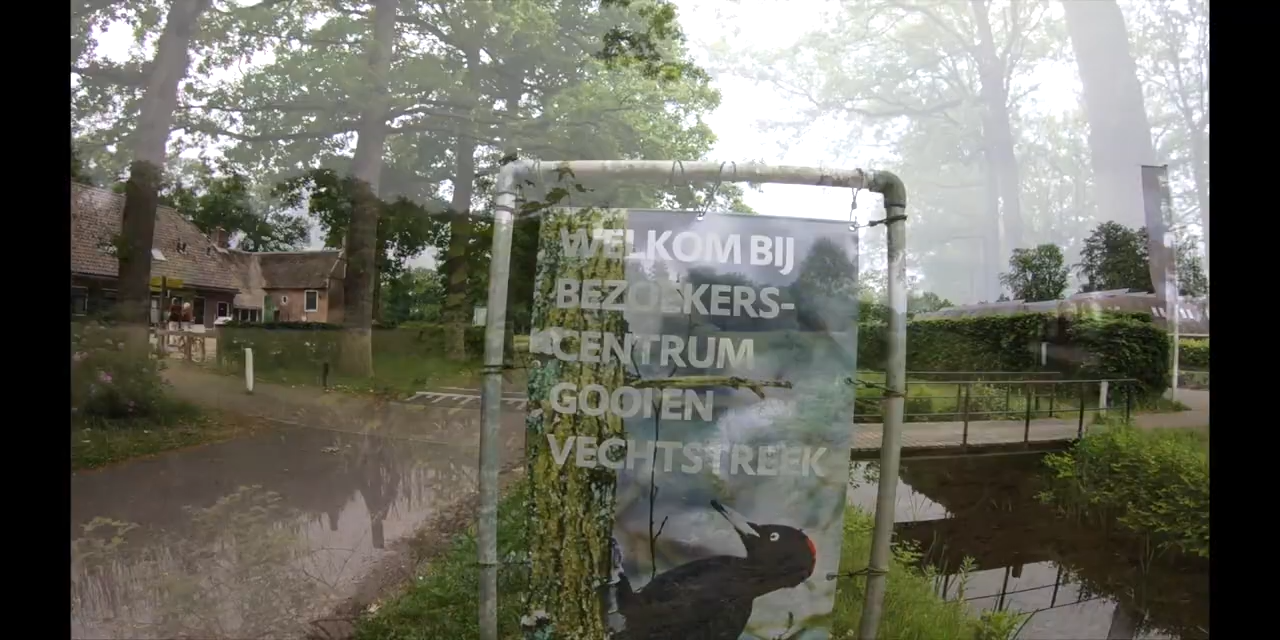 WELKOM BIJ
BEZOEKERS-
CENTRUM
GOOI EN
VECHTSTREEK